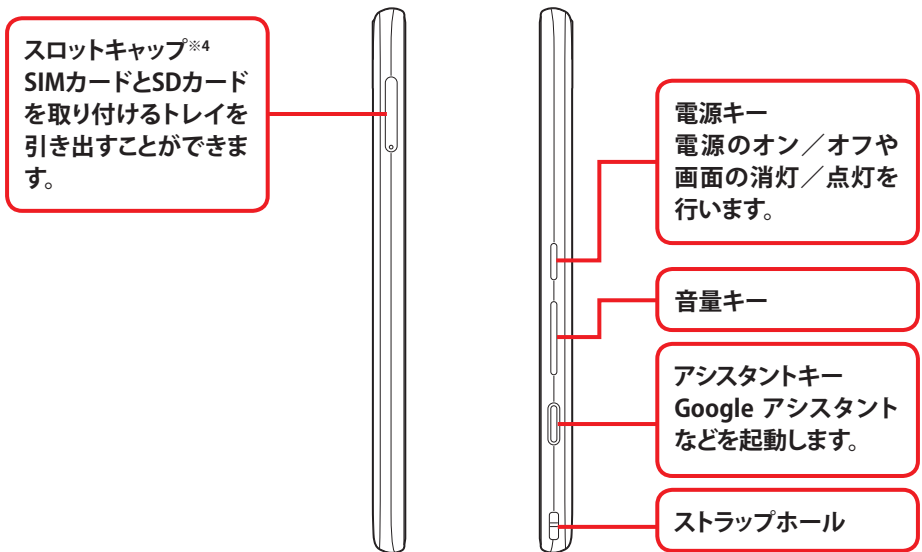 スロットキャップ※4
SIMカードとSDカード
を取り付けるトレイを
引き出すことができま
す。
電源キー
電源のオン／オフや
画面の消灯／点灯を
行います。
音量キー
アシスタントキー
Google アシスタント
などを起動します。
ストラップホール